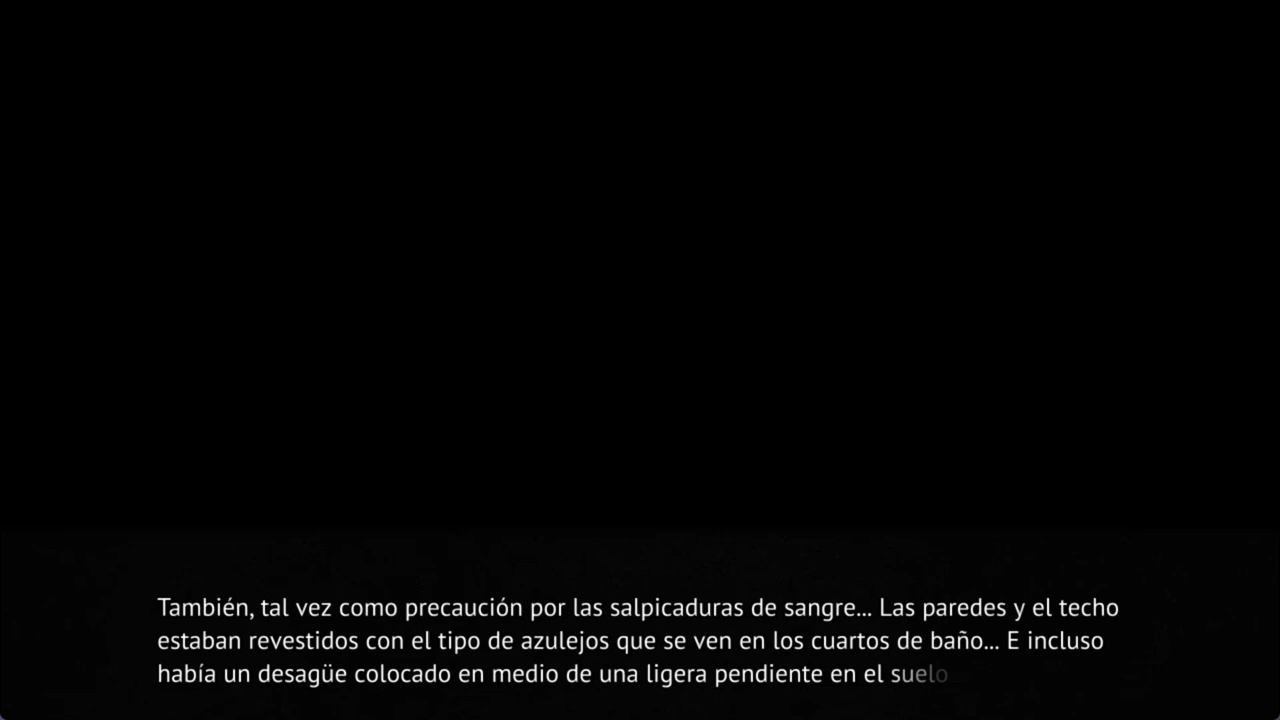 También, tal vez como precaución por las salpicaduras de sangre... Las paredes y el techo
estaban revestidos con el tipo de azulejos que se ven en los cuartos de baño... E incluso
había un desagüe colocado en medio de una ligera pendiente en el suelo